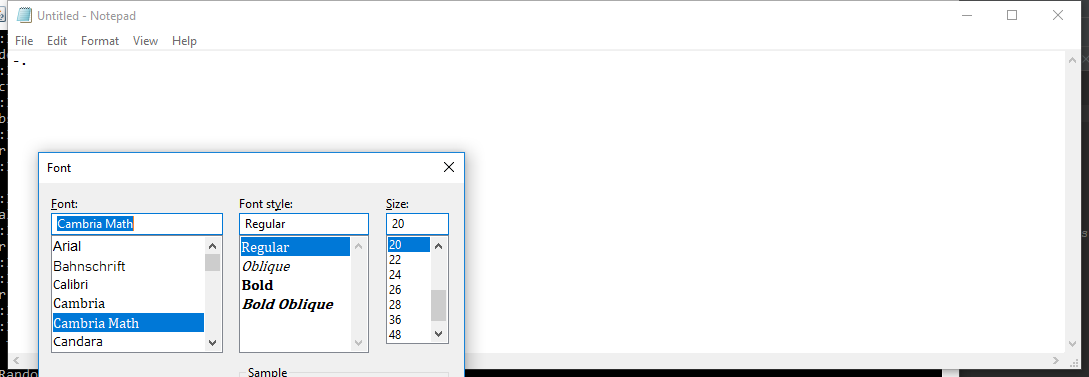 Untitled - Notepad
File Edit Format View Help
-.
Font
Font: Font style: Size:
Cambria Math Regular 20
Arial Regular 20
Bahnschrift Oblique 22
Calibri Bold 24
Cambria Bold Oblique 26
Cambria Math 28
Candara 36
48
Sample
Rando